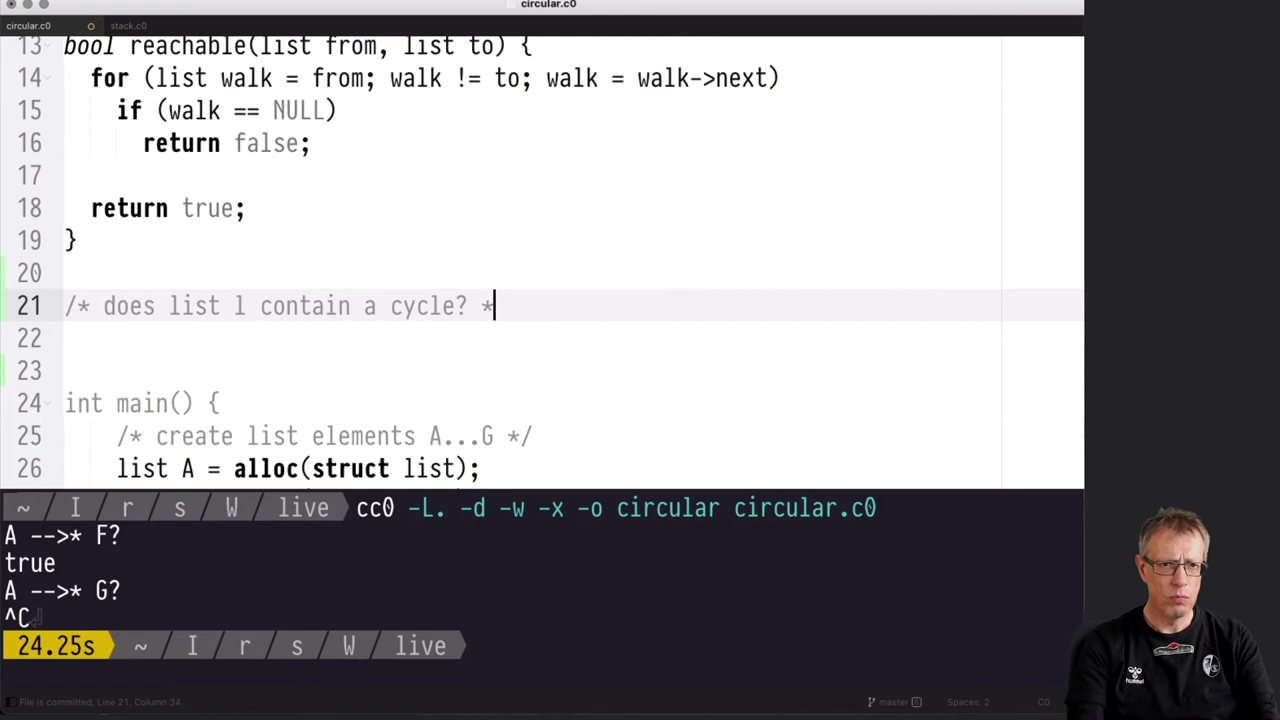 circular.c0
circular.c0
stack.c0
13 bool reachable(list from, list to) {
14 for (list walk = from; walk != to; walk = walk->next)
15 if (walk == NULL)
16 return false;
17
18 return true;
19 }
20
21 /* does list l contain a cycle? *
22
23
24 int main() {
25 /* create list elements A...G */
26 list A = alloc(struct list);
~ / I / r / s / W / live cc0 -L. -d -w -x -o circular circular.c0
A -->* F?
true
A -->* G?
^C
24.25s ~ / I / r / s / W / live
File is committed, Line 21, Column 34
master 6
Spaces: 2
C0
hummel